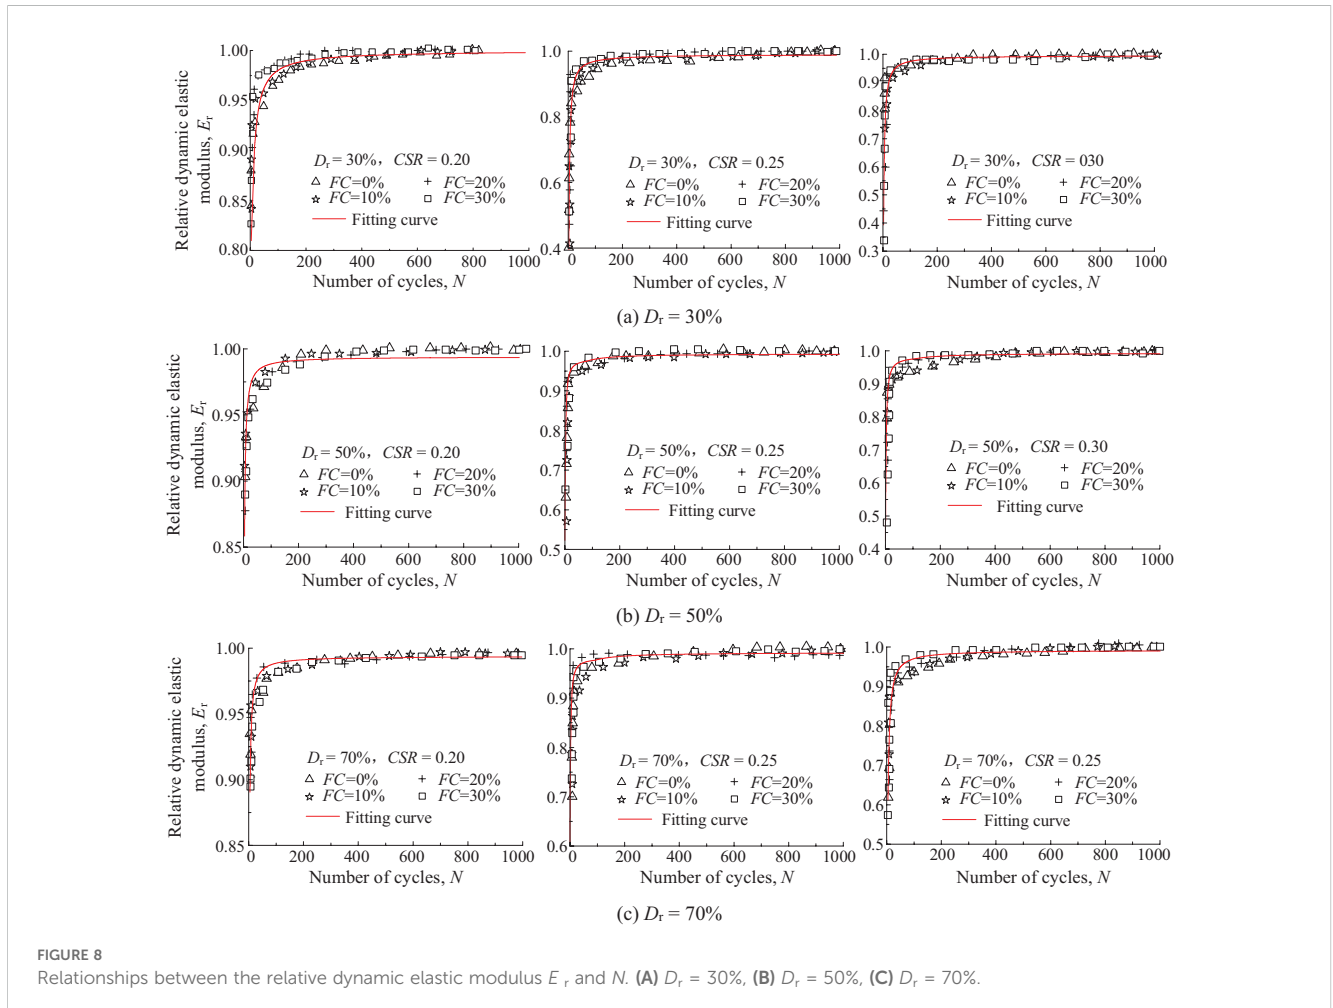 Relative dynamic elastic
modulus, Er
1.00
0.95
0.90
0.85
0.80
Dr = 30%, CSR = 0.20
FC=0% FC=20%
FC=10% FC=30%
Fitting curve
0 200 400 600 800 1000
Number of cycles, N
1.0
0.8
0.6
0.4
Dr = 30%, CSR = 0.25
FC=0% FC=20%
FC=10% FC=30%
Fitting curve
0 200 400 600 800 1000
Number of cycles, N
1.0
0.9
0.8
0.7
0.6
0.5
0.4
0.3
Dr = 30%, CSR = 030
FC=0% FC=20%
FC=10% FC=30%
Fitting curve
0 200 400 600 800 1000
Number of cycles, N
(a) Dr = 30%
Relative dynamic elastic
modulus, Er
1.00
0.95
0.90
0.85
Dr = 50%, CSR = 0.20
FC=0% FC=20%
FC=10% FC=30%
Fitting curve
0 200 400 600 800 1000
Number of cycles, N
1.0
0.9
0.8
0.7
0.6
0.5
Dr = 50%, CSR = 0.25
FC=0% FC=20%
FC=10% FC=30%
Fitting curve
0 200 400 600 800 1000
Number of cycles, N
1.0
0.9
0.8
0.7
0.6
0.5
0.4
Dr = 50%, CSR = 0.30
FC=0% FC=20%
FC=10% FC=30%
Fitting curve
0 200 400 600 800 1000
Number of cycles, N
(b) Dr = 50%
Relative dynamic elastic
modulus, Er
1.00
0.95
0.90
0.85
Dr = 70%, CSR = 0.20
FC=0% FC=20%
FC=10% FC=30%
Fitting curve
0 200 400 600 800 1000
Number of cycles, N
1.0
0.9
0.8
0.7
0.6
Dr = 70%, CSR = 0.25
FC=0% FC=20%
FC=10% FC=30%
Fitting curve
0 200 400 600 800 1000
Number of cycles, N
1.0
0.9
0.8
0.7
0.6
0.5
Dr = 70%, CSR = 0.25
FC=0% FC=20%
FC=10% FC=30%
Fitting curve
0 200 400 600 800 1000
Number of cycles, N
(c) Dr = 70%
FIGURE 8
Relationships between the relative dynamic elastic modulus E r and N. (A) Dr = 30%, (B) Dr = 50%, (C) Dr = 70%.